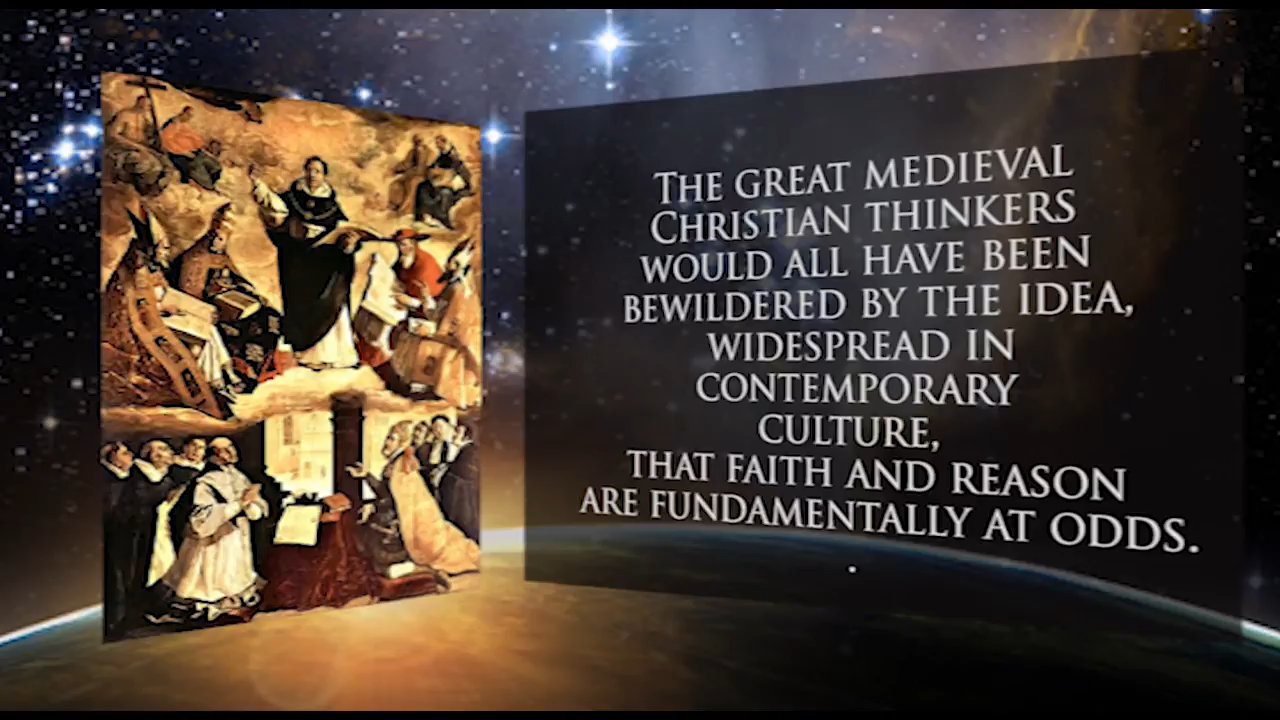 THE GREAT MEDIEVAL
CHRISTIAN THINKERS
WOULD ALL HAVE BEEN
BEWILDERED BY THE IDEA,
WIDESPREAD IN
CONTEMPORARY
CULTURE,
THAT FAITH AND REASON
ARE FUNDAMENTALLY AT ODDS.